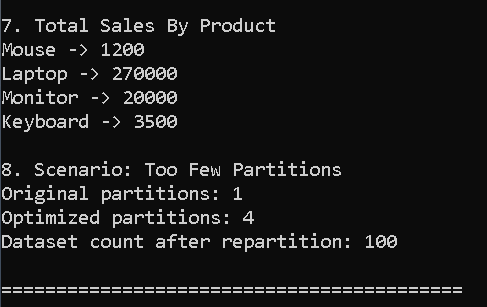 7. Total Sales By Product
Mouse -> 1200
Laptop -> 270000
Monitor -> 20000
Keyboard -> 3500
8. Scenario: Too Few Partitions
Original partitions: 1
Optimized partitions: 4
Dataset count after repartition: 100
==========================================